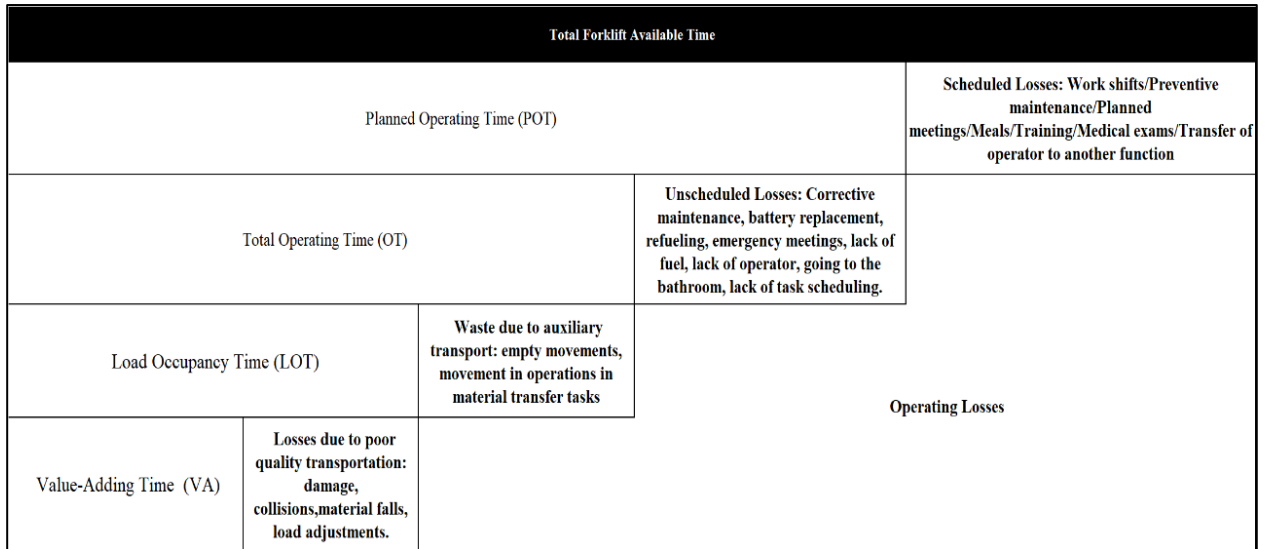 Total Forklift Available Time
Planned Operating Time (POT)
Scheduled Losses: Work shifts/Preventive
maintenance/Planned
meetings/Meals/Training/Medical exams/Transfer of
operator to another function
Total Operating Time (OT)
Unscheduled Losses: Corrective
maintenance, battery replacement,
refueling, emergency meetings, lack of
fuel, lack of operator, going to the
bathroom, lack of task scheduling.
Load Occupancy Time (LOT)
Waste due to auxiliary
transport: empty movements,
movement in operations in
material transfer tasks
Operating Losses
Value-Adding Time (VA)
Losses due to poor
quality transportation:
damage,
collisions,material falls,
load adjustments.